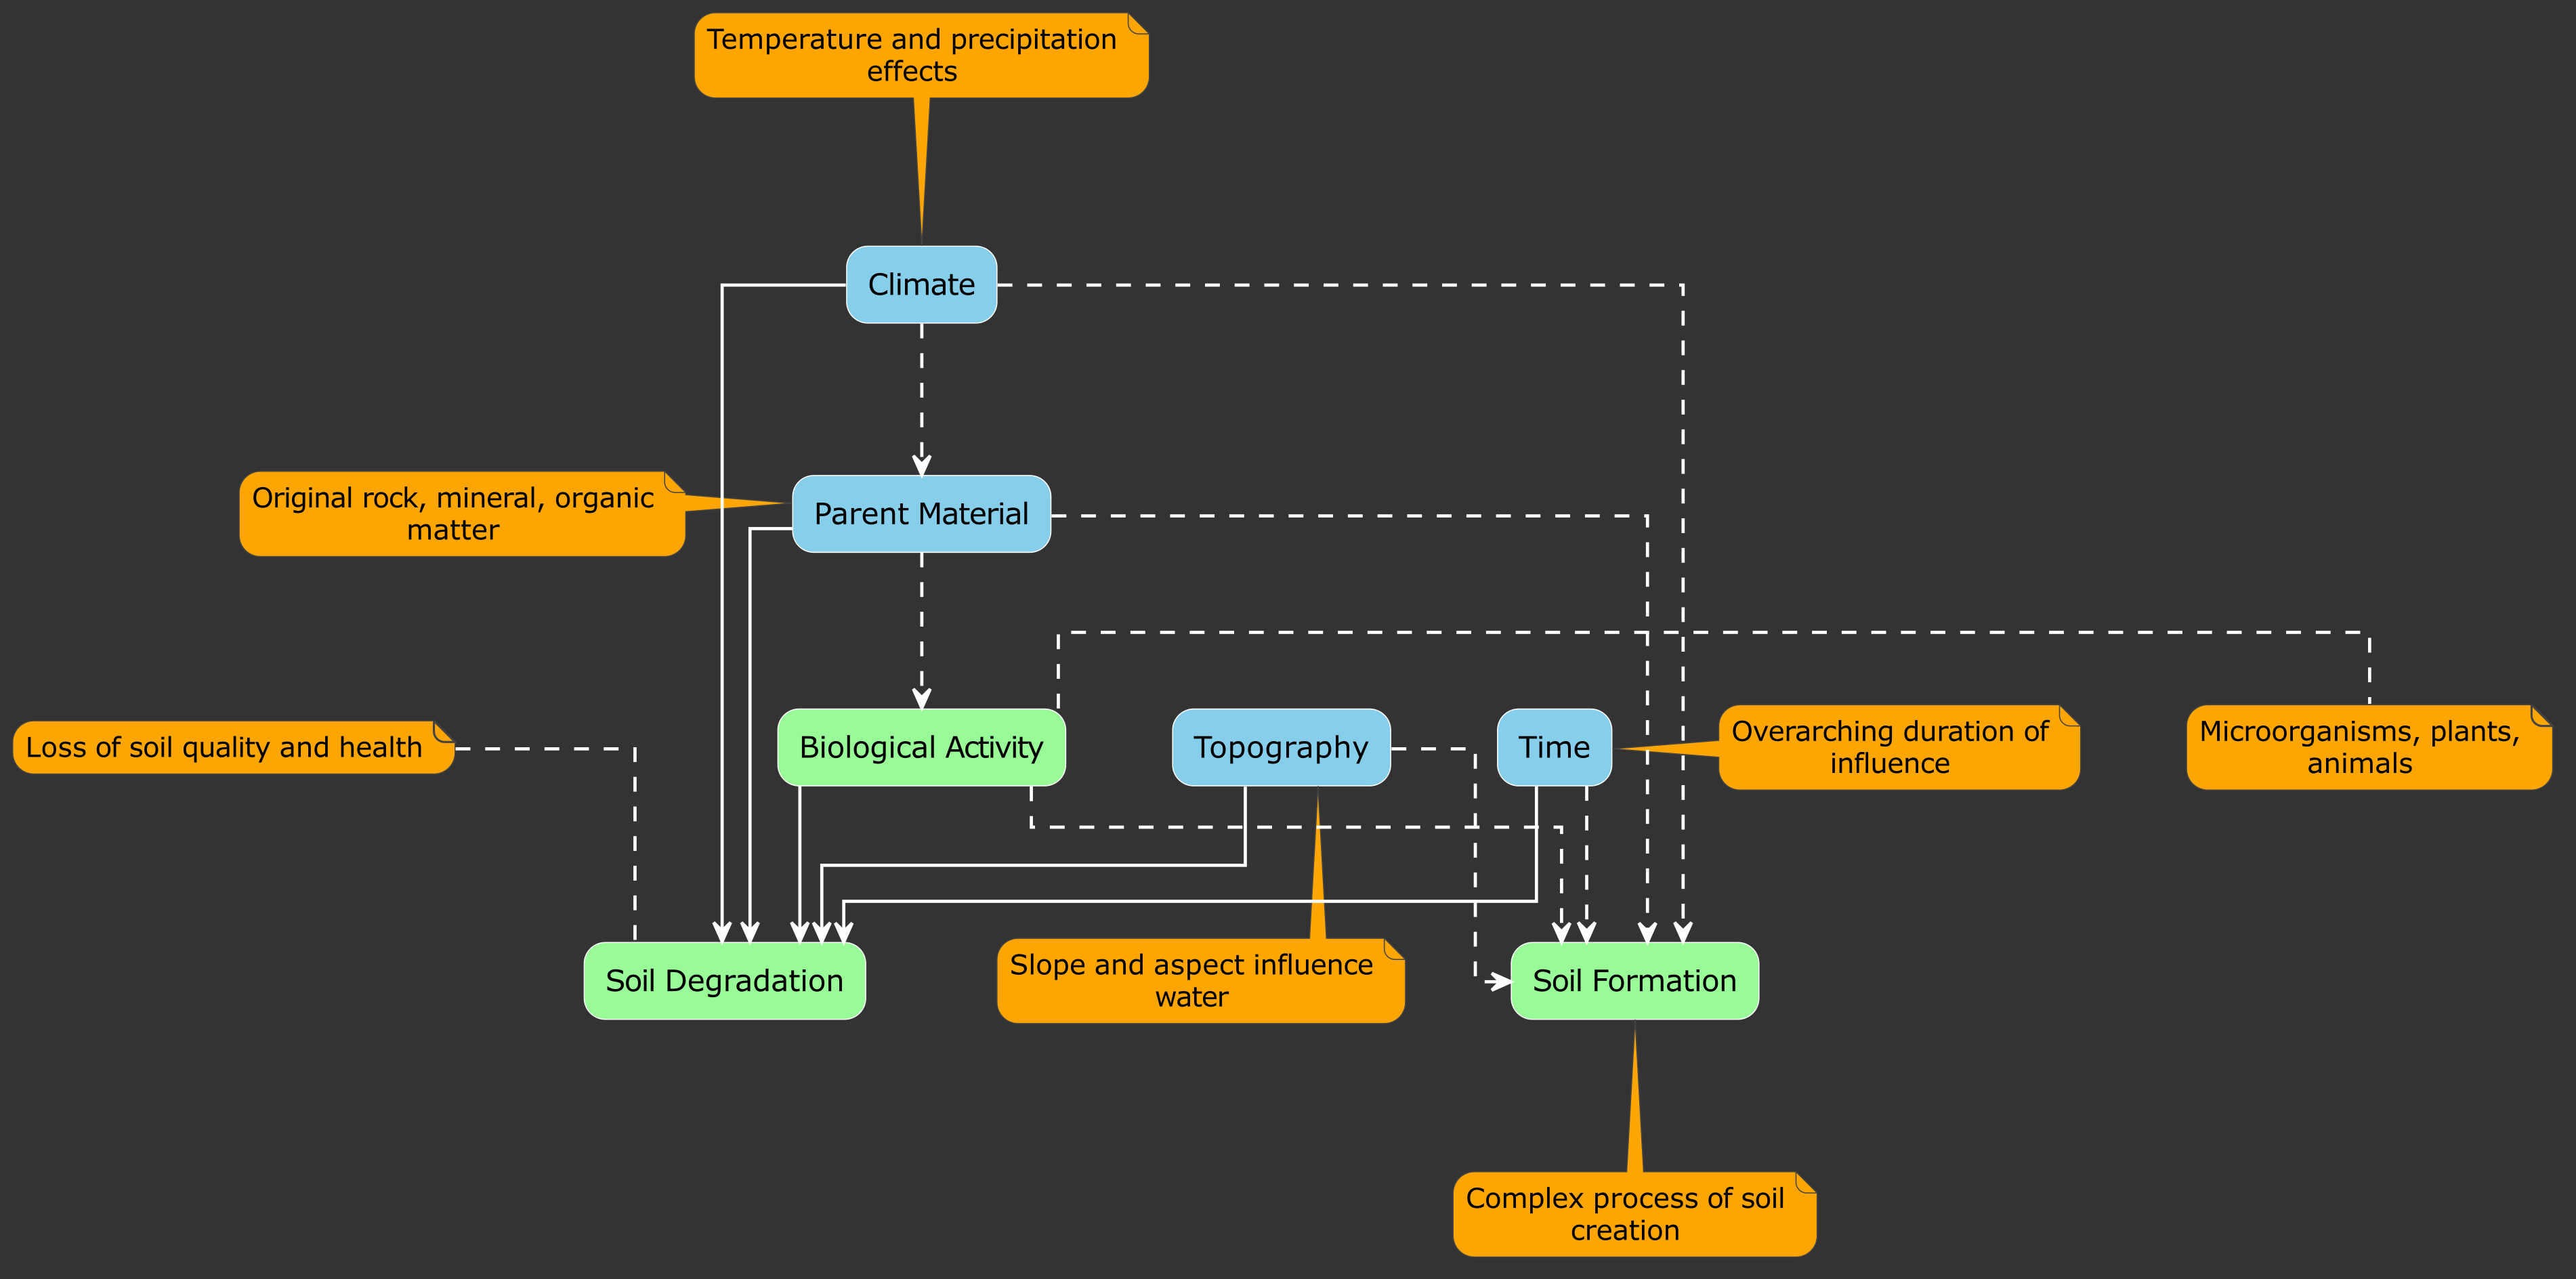 Temperature and precipitation
effects
Climate
Original rock, mineral, organic
matter
Parent Material
Loss of soil quality and health
Biological Activity
Topography
Time
Overarching duration of
influence
Microorganisms, plants,
animals
Soil Degradation
Slope and aspect influence
water
Soil Formation
Complex process of soil
creation